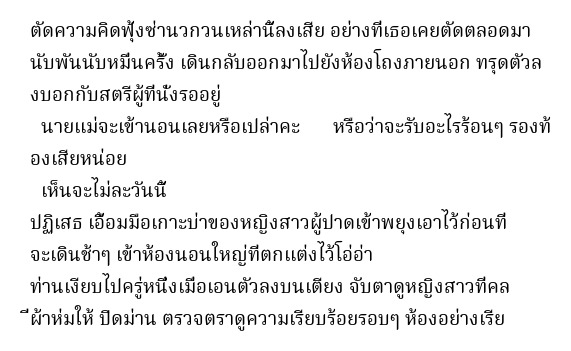 ตัดความคิดฟุ้งซ่านวกวนเหล่านี้ลงเสีย อย่างที่เธอเคยตัดตลอดมา
นับพันนับหมื่นครั้ง เดินกลับออกมาไปยังห้องโถงภายนอก ทรุดตัวล
งบอกกับสตรีผู้ที่นั่งรออยู่
นายแม่จะเข้านอนเลยหรือเปล่าคะ หรือว่าจะรับอะไรร้อนๆ รองท้
องเสียหน่อย
เห็นจะไม่ล่ะวันนี้
ปฏิเสธ เอื้อมมือเกาะบ่าของหญิงสาวผู้ปาดเข้าพยุงเอาไว้ก่อนที่
จะเดินช้าๆ เข้าห้องนอนใหญ่ที่ตกแต่งไว้โอ่อ่า
ท่านเงียบไปครู่หนึ่งเมื่อเอนตัวลงบนเตียง จับตาดูหญิงสาวที่คล
ี่ผ้าห่มให้ ปิดม่าน ตรวจตราดูความเรียบร้อยรอบๆ ห้องอย่างเรีย